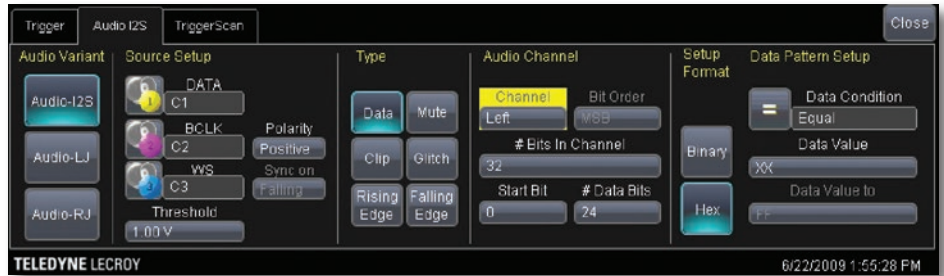 Trigger
Audio I2S
TriggerScan
Close
Audio Variant
Audio-I2S
Audio-LJ
Audio-RJ
Source Setup
1
DATA
C1
2
BCLK
C2
Polarity
Positive
3
WS
C3
Sync on
Falling
Threshold
1.00 V
Type
Data
Mute
Clip
Glitch
Rising Edge
Falling Edge
Audio Channel
Channel
Left
Bit Order
MSB
# Bits In Channel
32
Start Bit
0
# Data Bits
24
Setup Format
Binary
Hex
Data Pattern Setup
=
Data Condition
Equal
Data Value
XX
Data Value to
FF
TELEDYNE LECROY
6/22/2009 1:55:28 PM